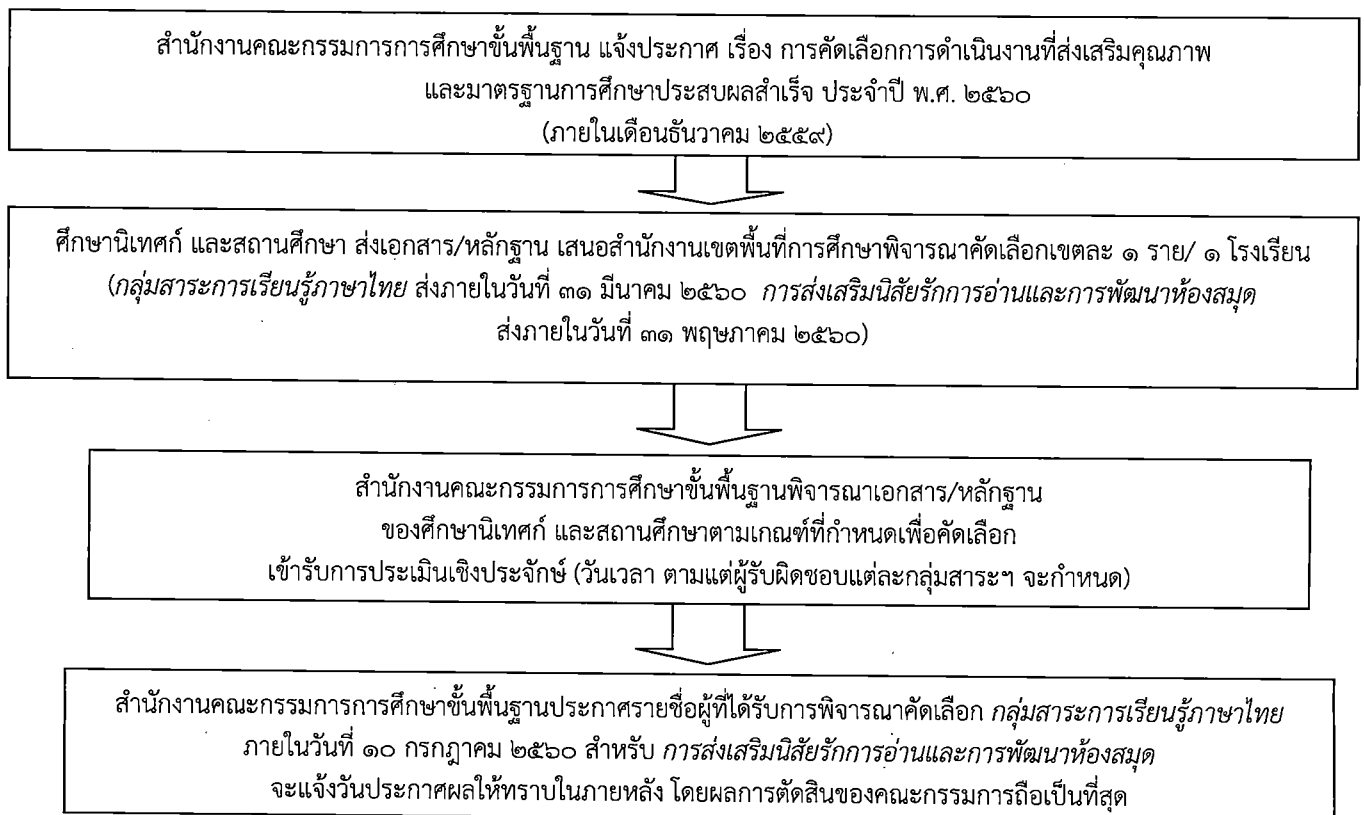 สำนักงานคณะกรรมการการศึกษาขั้นพื้นฐาน แจ้งประกาศ เรื่อง การคัดเลือกการดำเนินงานที่ส่งเสริมคุณภาพ
และมาตรฐานการศึกษาประสบผลสำเร็จ ประจำปี พ.ศ. ๒๕๖๐
(ภายในเดือนธันวาคม ๒๕๕๙)
ศึกษานิเทศก์ และสถานศึกษา ส่งเอกสาร/หลักฐาน เสนอสำนักงานเขตพื้นที่การศึกษาพิจารณาคัดเลือกเขตละ ๑ ราย/ ๑ โรงเรียน
(กลุ่มสาระการเรียนรู้ภาษาไทย ส่งภายในวันที่ ๓๑ มีนาคม ๒๕๖๐ การส่งเสริมนิสัยรักการอ่านและการพัฒนาห้องสมุด
ส่งภายในวันที่ ๓๑ พฤษภาคม ๒๕๖๐)
สำนักงานคณะกรรมการการศึกษาขั้นพื้นฐานพิจารณาเอกสาร/หลักฐาน
ของศึกษานิเทศก์ และสถานศึกษาตามเกณฑ์ที่กำหนดเพื่อคัดเลือก
เข้ารับการประเมินเชิงประจักษ์ (วันเวลา ตามแต่ผู้รับผิดชอบแต่ละกลุ่มสาระฯ จะกำหนด)
สำนักงานคณะกรรมการการศึกษาขั้นพื้นฐานประกาศรายชื่อผู้ที่ได้รับการพิจารณาคัดเลือก กลุ่มสาระการเรียนรู้ภาษาไทย
ภายในวันที่ ๑๐ กรกฎาคม ๒๕๖๐ สำหรับ การส่งเสริมนิสัยรักการอ่านและการพัฒนาห้องสมุด
จะแจ้งวันประกาศผลให้ทราบในภายหลัง โดยผลการตัดสินของคณะกรรมการถือเป็นที่สุด